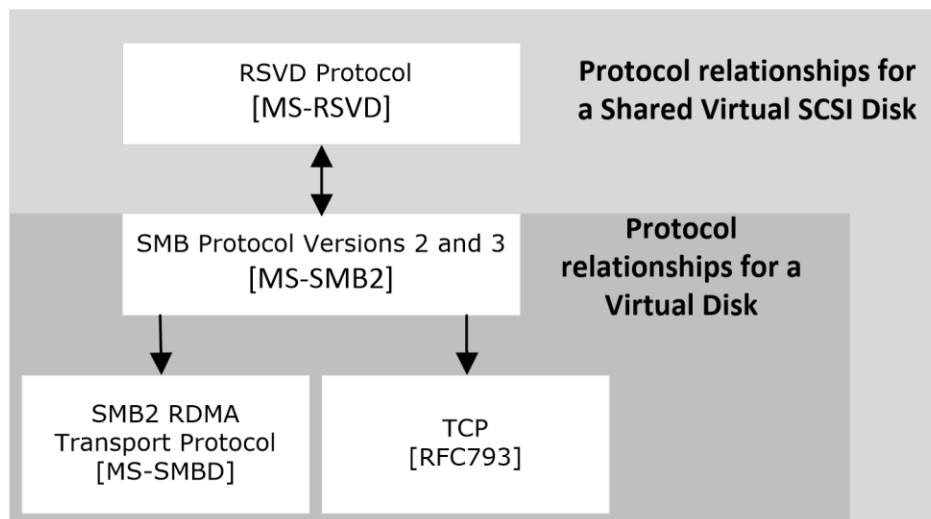 RSVD Protocol
[MS-RSVD]
Protocol relationships for
a Shared Virtual SCSI Disk
SMB Protocol Versions 2 and 3
[MS-SMB2]
Protocol
relationships for a
Virtual Disk
SMB2 RDMA
Transport Protocol
[MS-SMBD]
TCP
[RFC793]